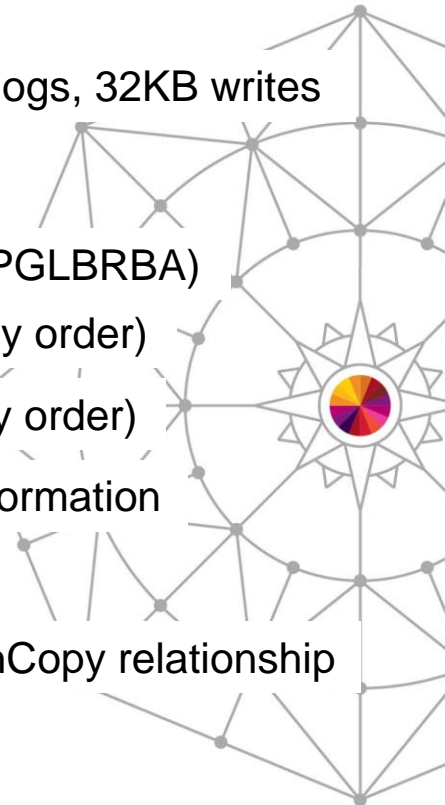 ogs, 32KB writes
PGLBRBA)
y order)
y order)
ormation
nCopy relationship